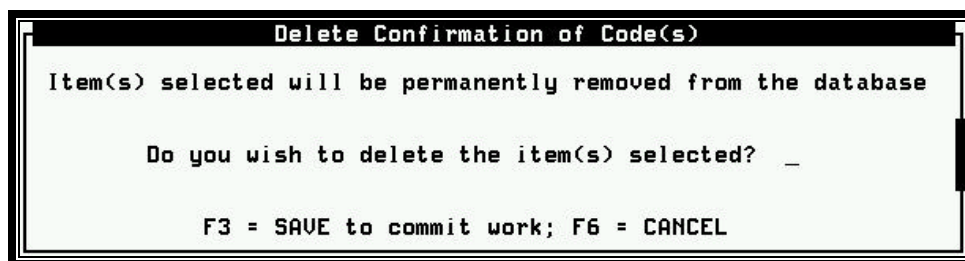 Delete Confirmation of Code(s)
Item(s) selected will be permanently removed from the database
Do you wish to delete the item(s) selected? _
F3 = SAVE to commit work; F6 = CANCEL